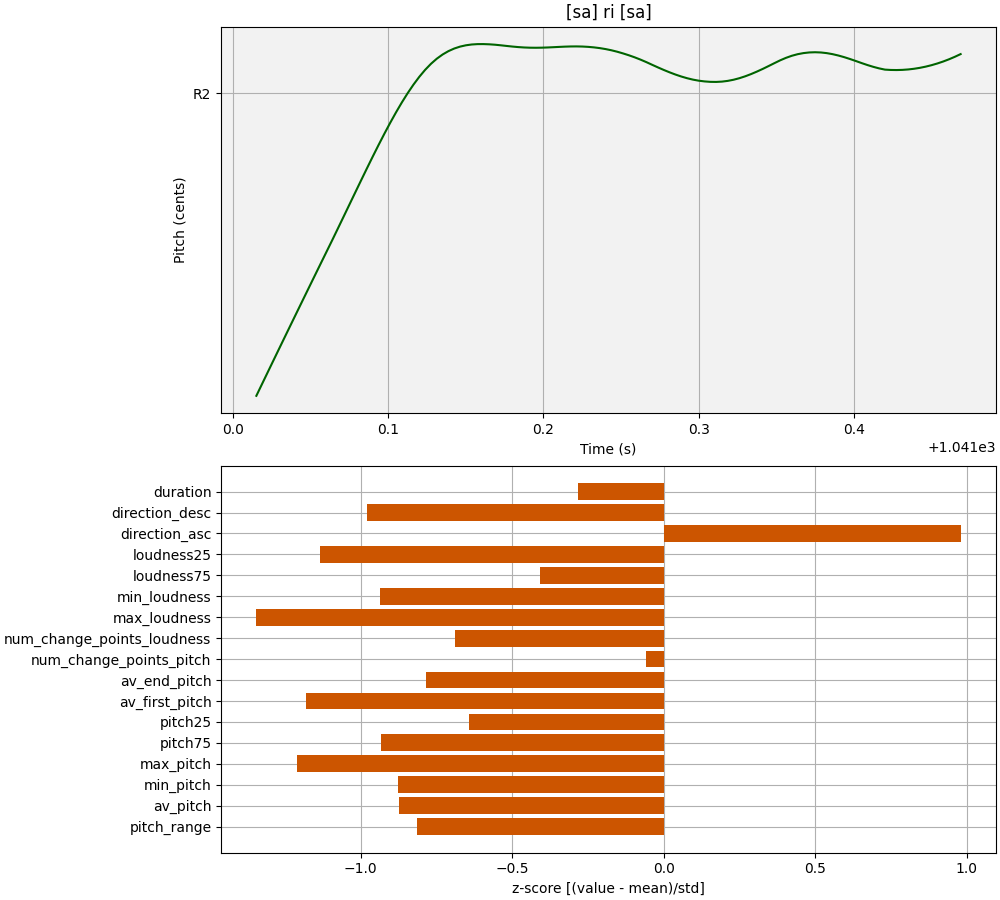 [sa] ri [sa]
R2
Pitch (cents)
0.0 0.1 0.2 0.3 0.4
Time (s)
+1.041e3
duration
direction_desc
direction_asc
loudness25
loudness75
min_loudness
max_loudness
num_change_points_loudness
num_change_points_pitch
av_end_pitch
av_first_pitch
pitch25
pitch75
max_pitch
min_pitch
av_pitch
pitch_range
−1.0 −0.5 0.0 0.5 1.0
z-score [(value - mean)/std]